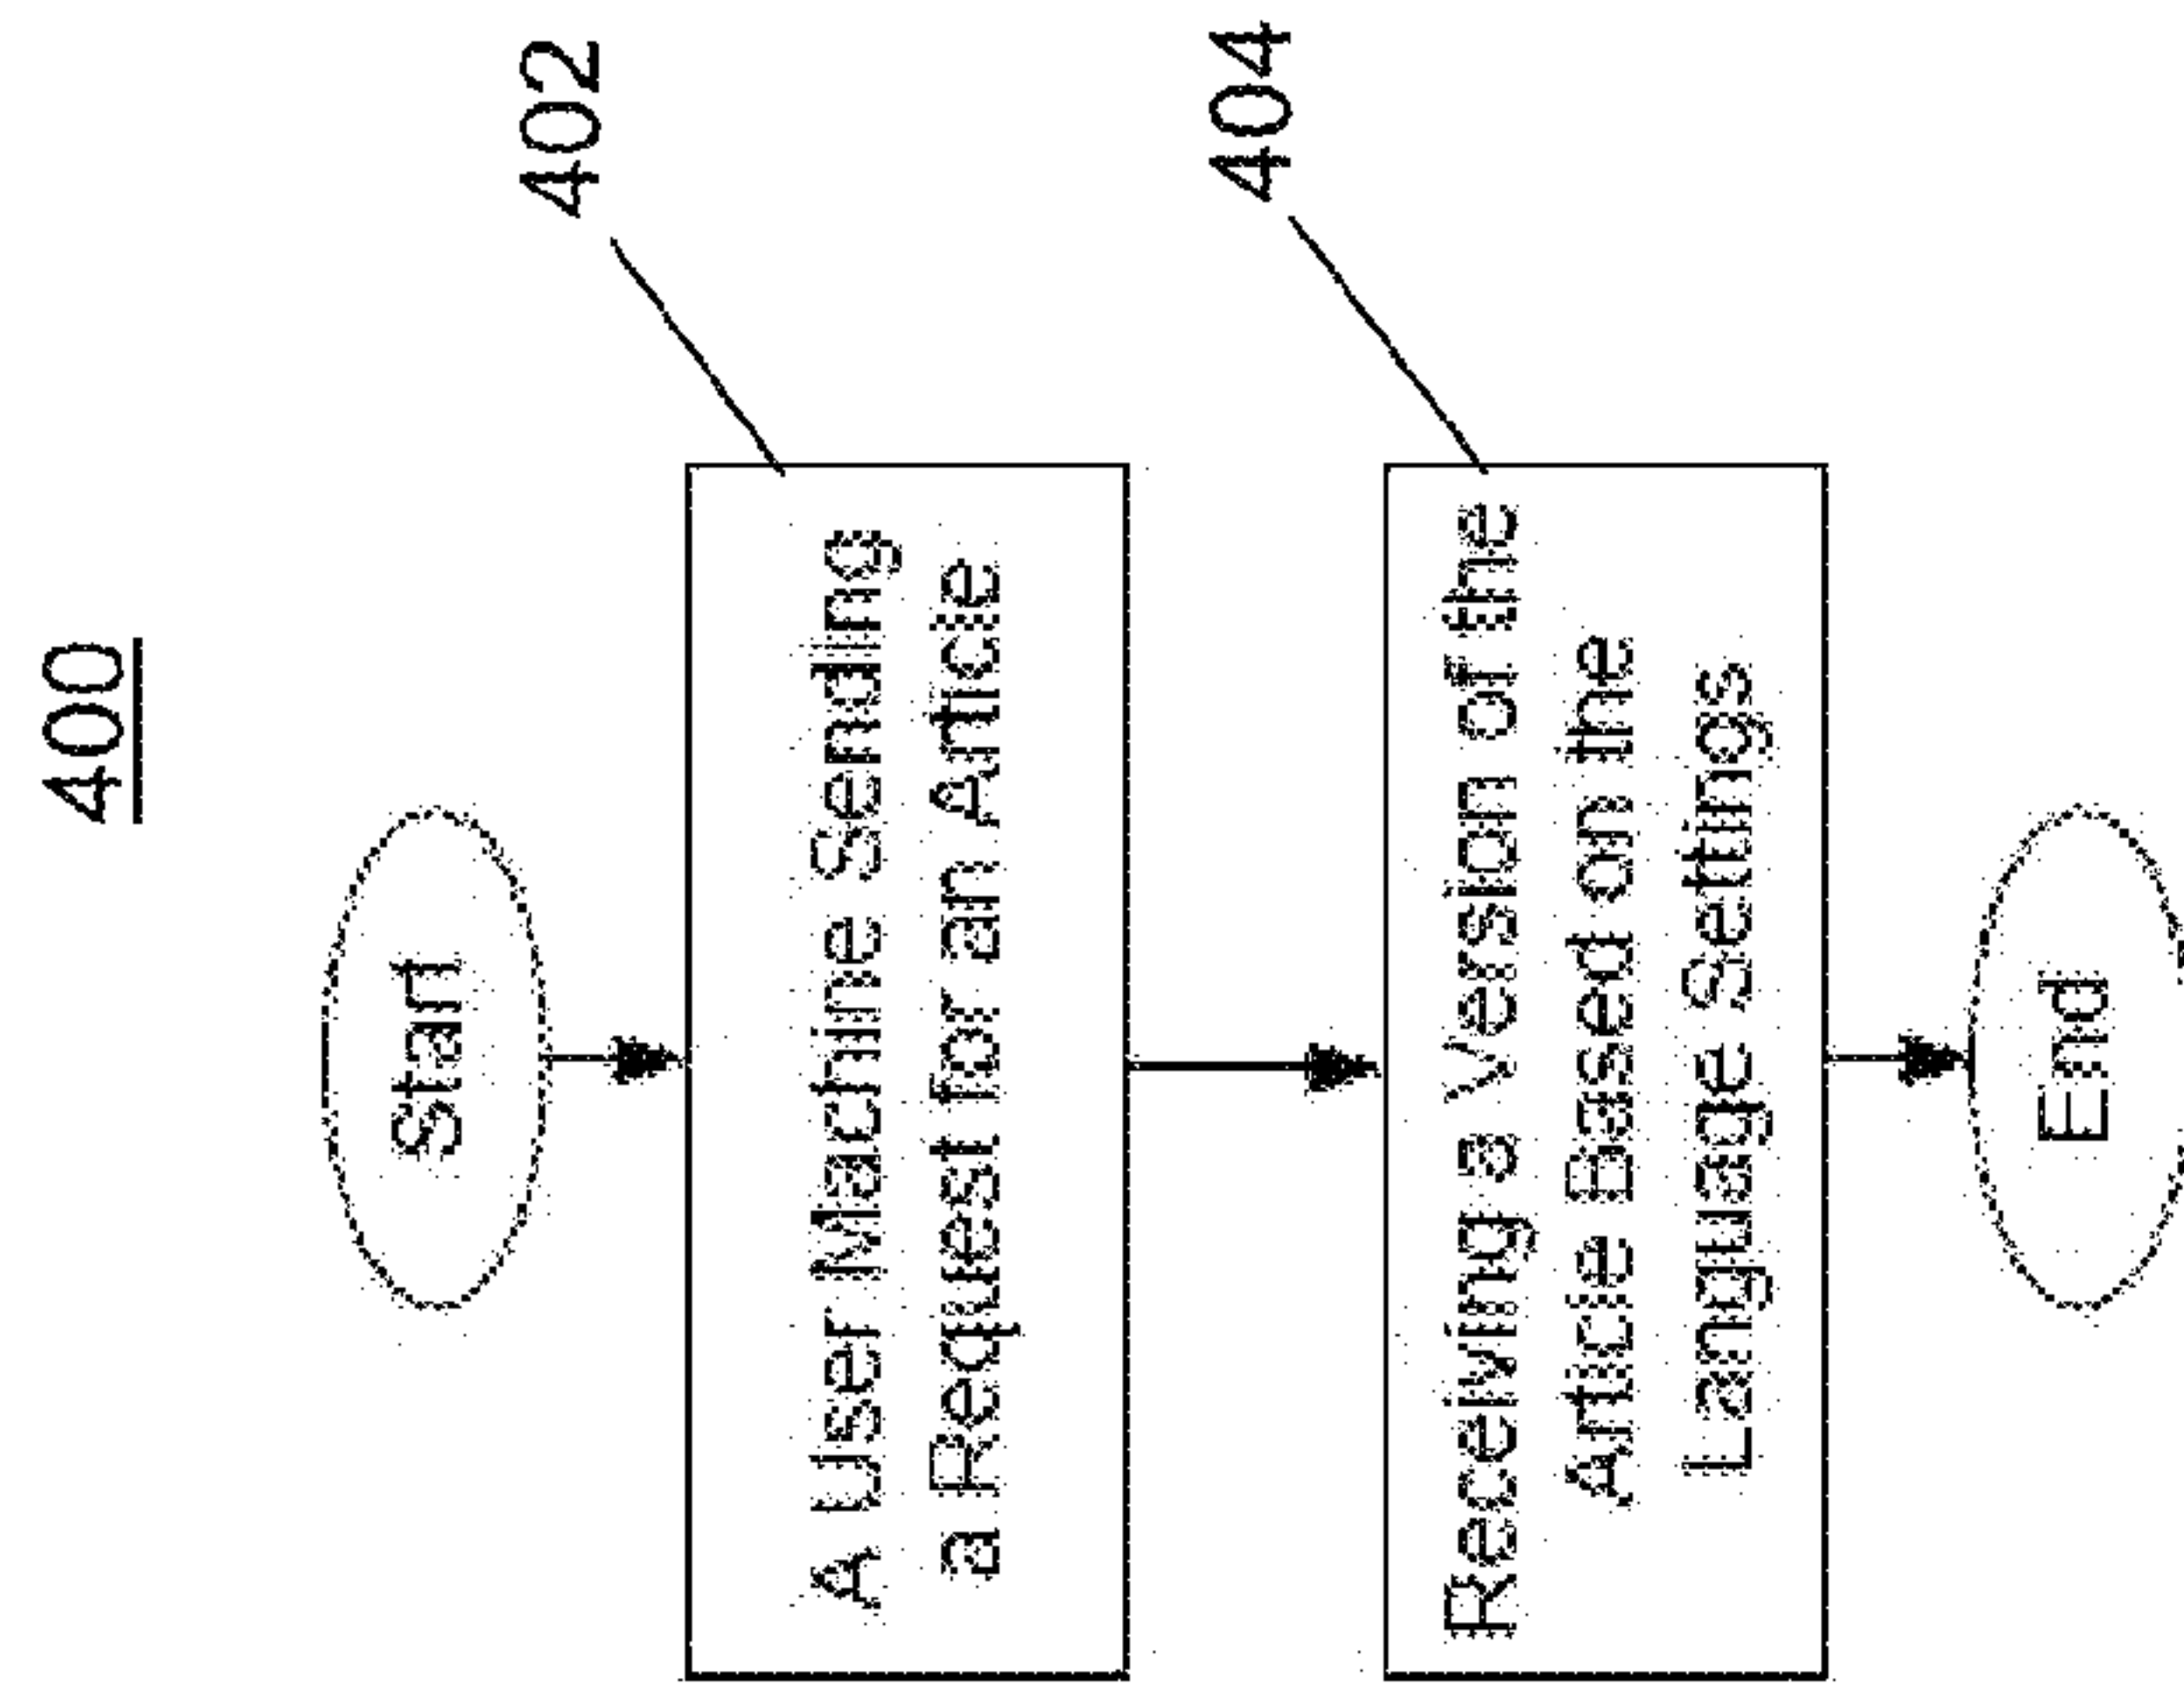 400
Start
402
A User Machine Sending
a Request for an Article
404
Receiving a Version of the
Article Based on the
Language Settings
End